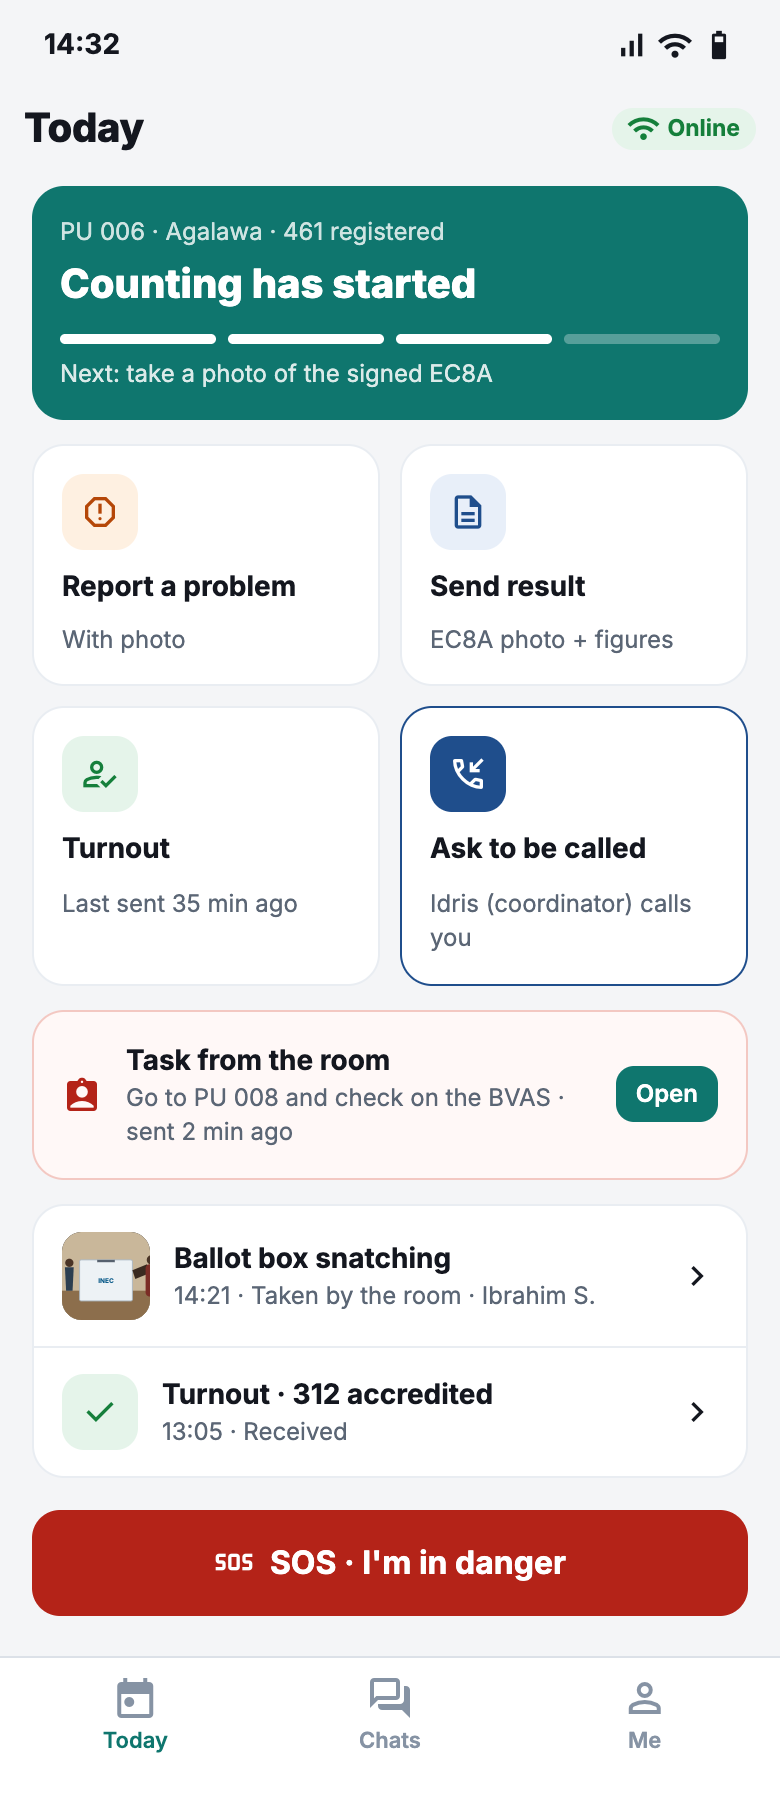 14:32
Today
Online
PU 006 · Agalawa · 461 registered
Counting has started
Next: take a photo of the signed EC8A
Report a problem
With photo
Send result
EC8A photo + figures
Turnout
Last sent 35 min ago
Ask to be called
Idris (coordinator) calls
you
Task from the room
Go to PU 008 and check on the BVAS ·
sent 2 min ago
Open
INEC
Ballot box snatching
14:21 · Taken by the room · Ibrahim S.
Turnout · 312 accredited
13:05 · Received
SOS SOS · I'm in danger
Today
Chats
Me